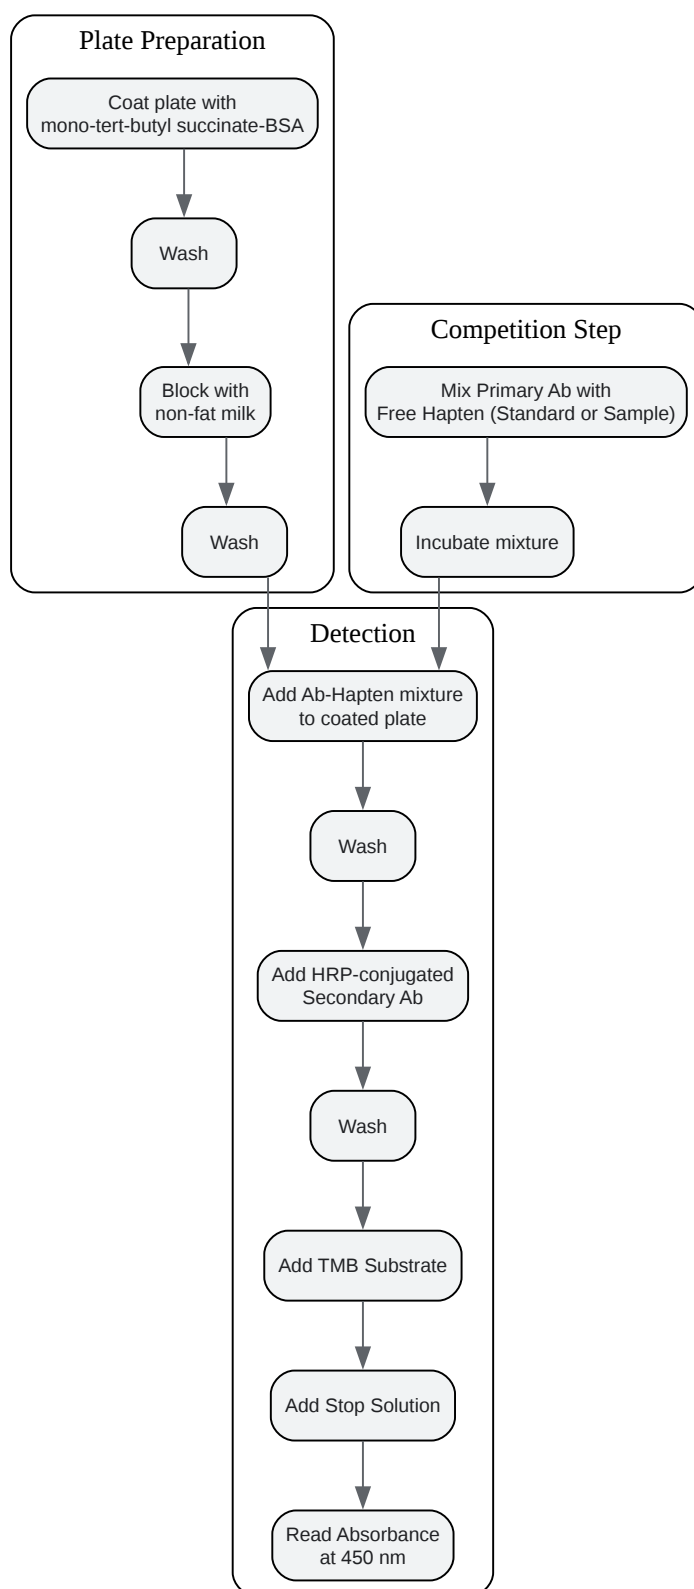 Plate Preparation
Coat plate with
mono-tert-butyl succinate-BSA
Wash
Block with
non-fat milk
Wash
Competition Step
Mix Primary Ab with
Free Hapten (Standard or Sample)
Incubate mixture
Detection
Add Ab-Hapten mixture
to coated plate
Wash
Add HRP-conjugated
Secondary Ab
Wash
Add TMB Substrate
Add Stop Solution
Read Absorbance
at 450 nm